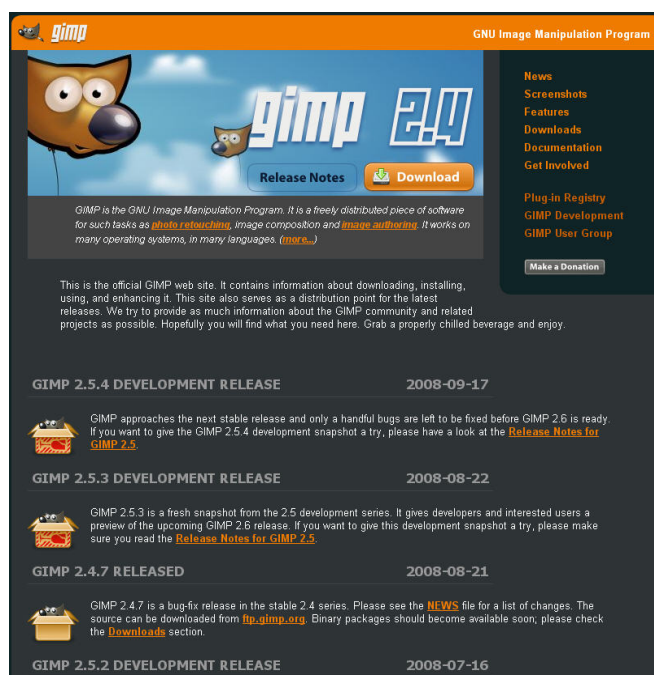 gimp
GNU Image Manipulation Program
gimp 2.4
Release Notes
Download
GIMP is the GNU Image Manipulation Program. It is a freely distributed piece of software
for such tasks as photo retouching, image composition and image authoring. It works on
many operating systems, in many languages. (more...)
News
Screenshots
Features
Downloads
Documentation
Get Involved
Plug-in Registry
GIMP Development
GIMP User Group
Make a Donation
This is the official GIMP web site. It contains information about downloading, installing,
using, and enhancing it. This site also serves as a distribution point for the latest
releases. We try to provide as much information about the GIMP community and related
projects as possible. Hopefully you will find what you need here. Grab a properly chilled beverage and enjoy.
GIMP 2.5.4 DEVELOPMENT RELEASE 2008-09-17
GIMP approaches the next stable release and only a handful bugs are left to be fixed before GIMP 2.6 is ready.
If you want to give the GIMP 2.5.4 development snapshot a try, please have a look at the Release Notes for
GIMP 2.5.
GIMP 2.5.3 DEVELOPMENT RELEASE 2008-08-22
GIMP 2.5.3 is a fresh snapshot from the 2.5 development series. It gives developers and interested users a
preview of the upcoming GIMP 2.6 release. If you want to give this development snapshot a try, please make
sure you read the Release Notes for GIMP 2.5.
GIMP 2.4.7 RELEASED 2008-08-21
GIMP 2.4.7 is a bug-fix release in the stable 2.4 series. Please see the NEWS file for a list of changes. The
source can be downloaded from ftp.gimp.org. Binary packages should become available soon; please check
the Downloads section.
GIMP 2.5.2 DEVELOPMENT RELEASE 2008-07-16